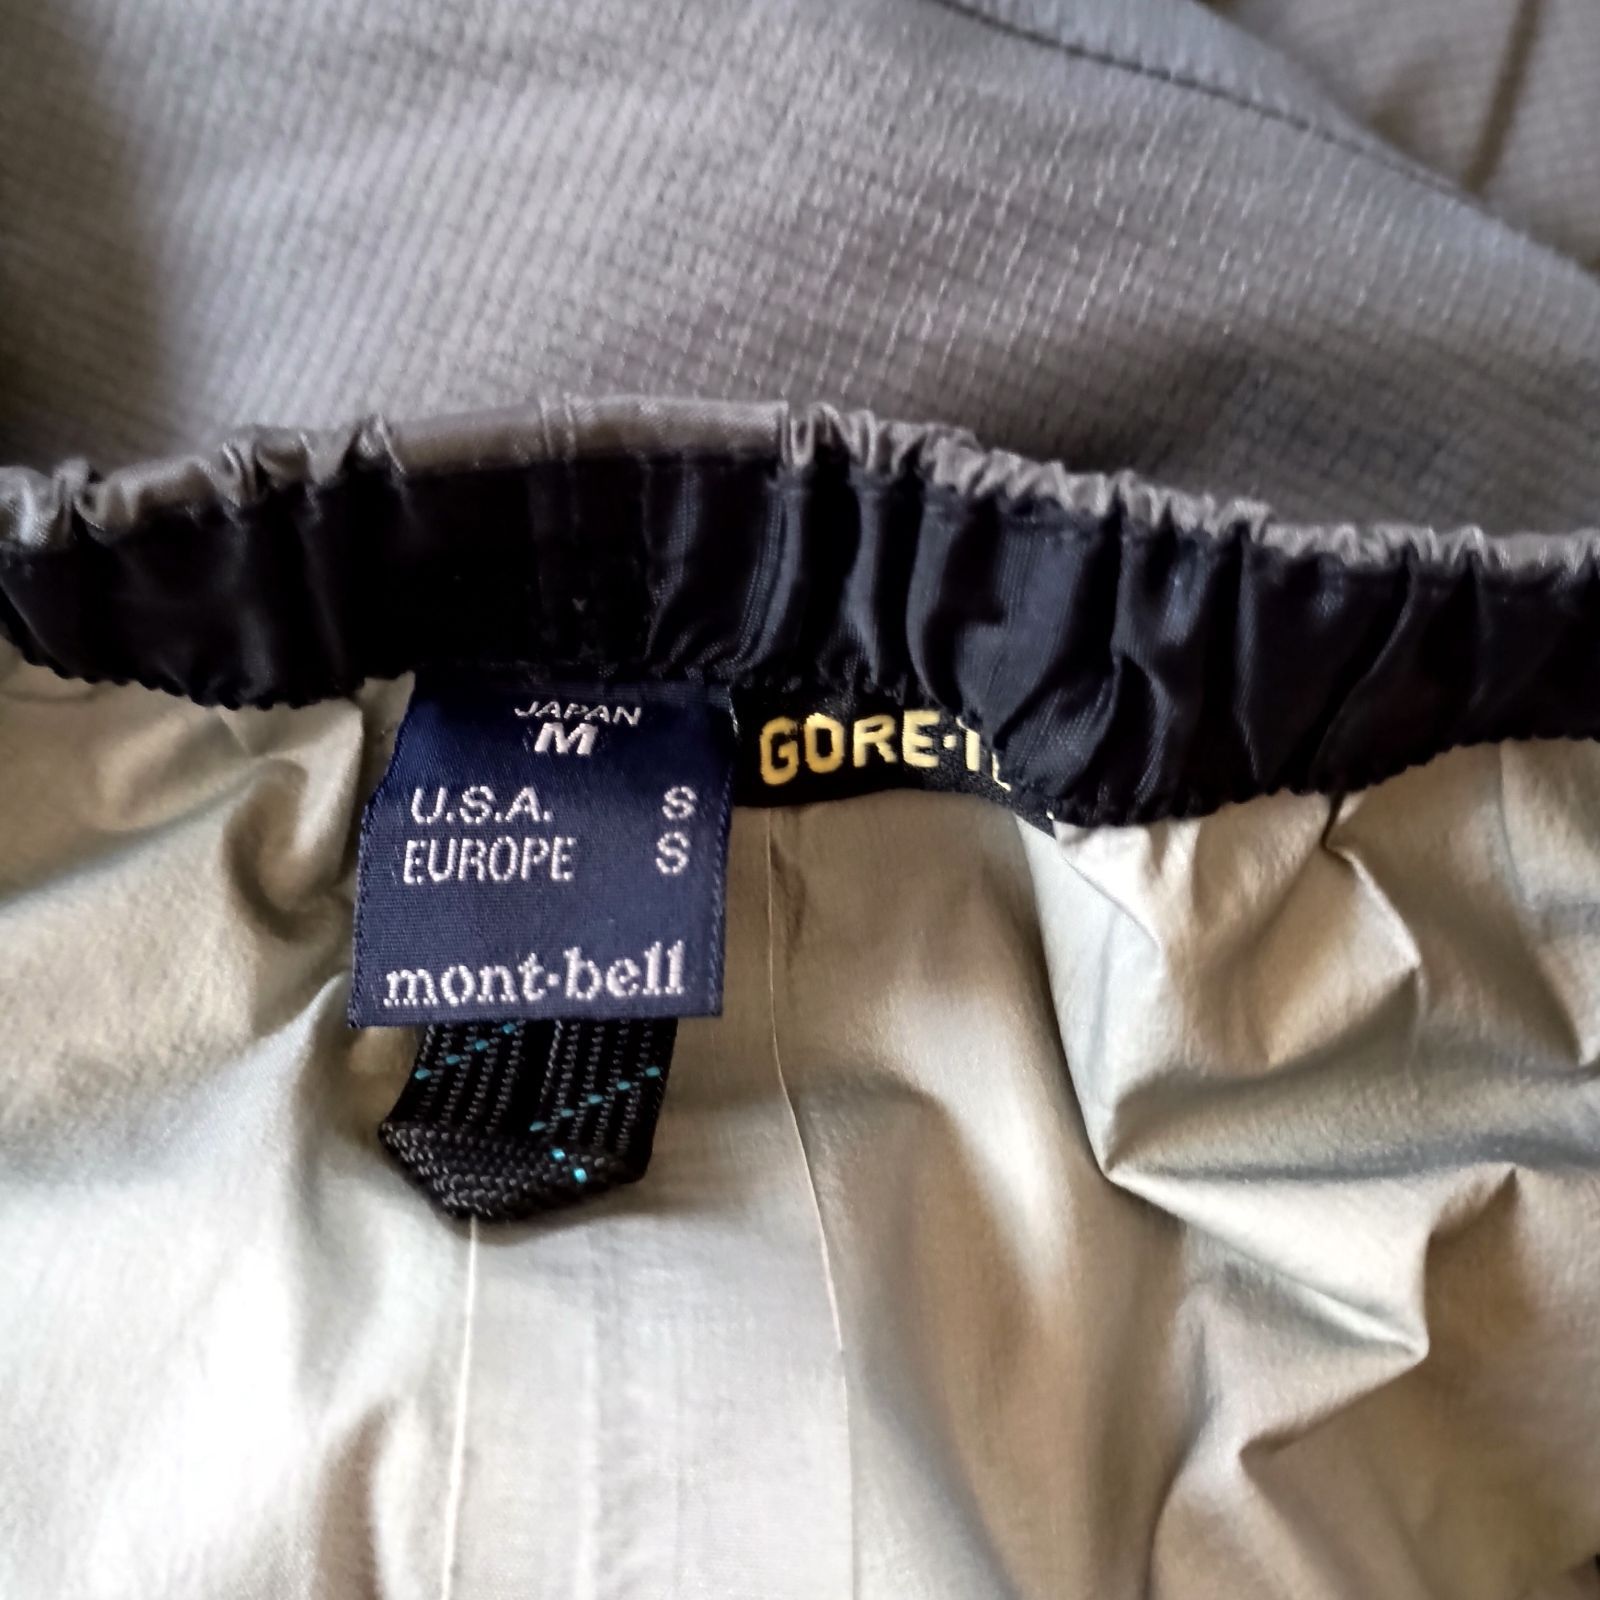 JAPAN
M
U.S.A. S
EUROPE S
mont·bell
GORE-TE